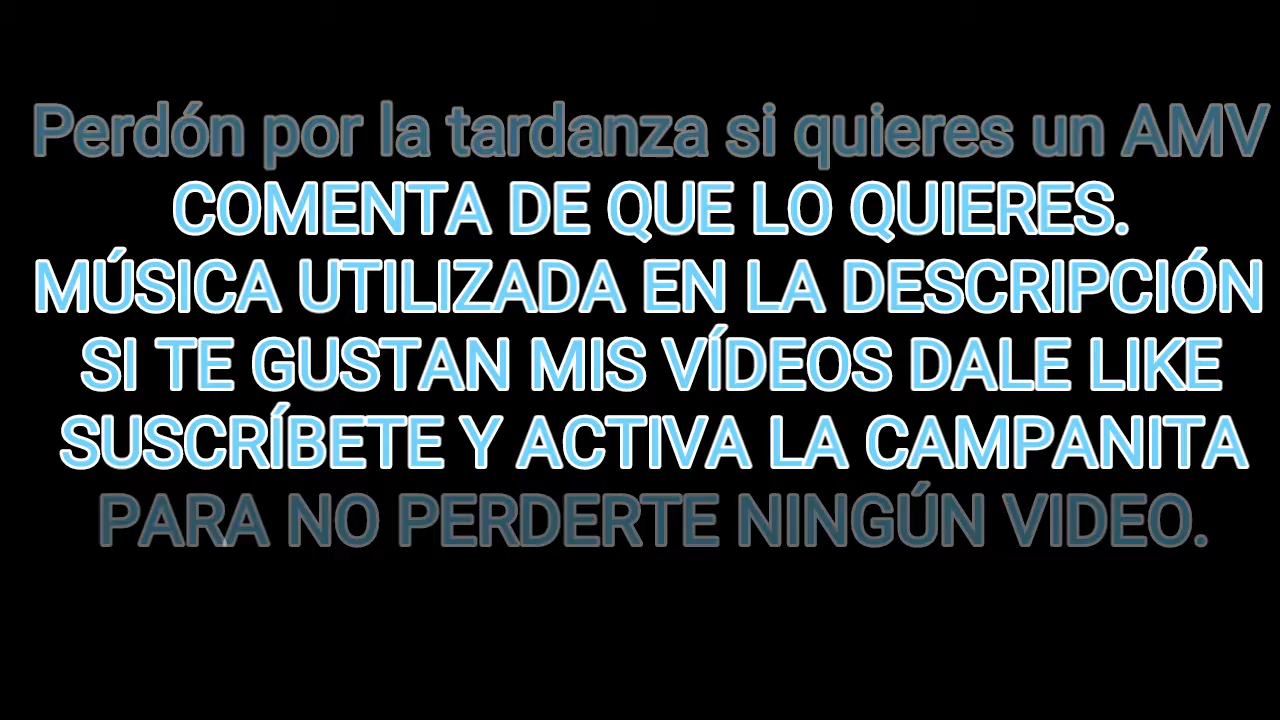 Perdón por la tardanza si quieres un AMV
COMENTA DE QUE LO QUIERES.
MÚSICA UTILIZADA EN LA DESCRIPCIÓN
SI TE GUSTAN MIS VÍDEOS DALE LIKE
SUSCRÍBETE Y ACTIVA LA CAMPANITA
PARA NO PERDERTE NINGÚN VIDEO.